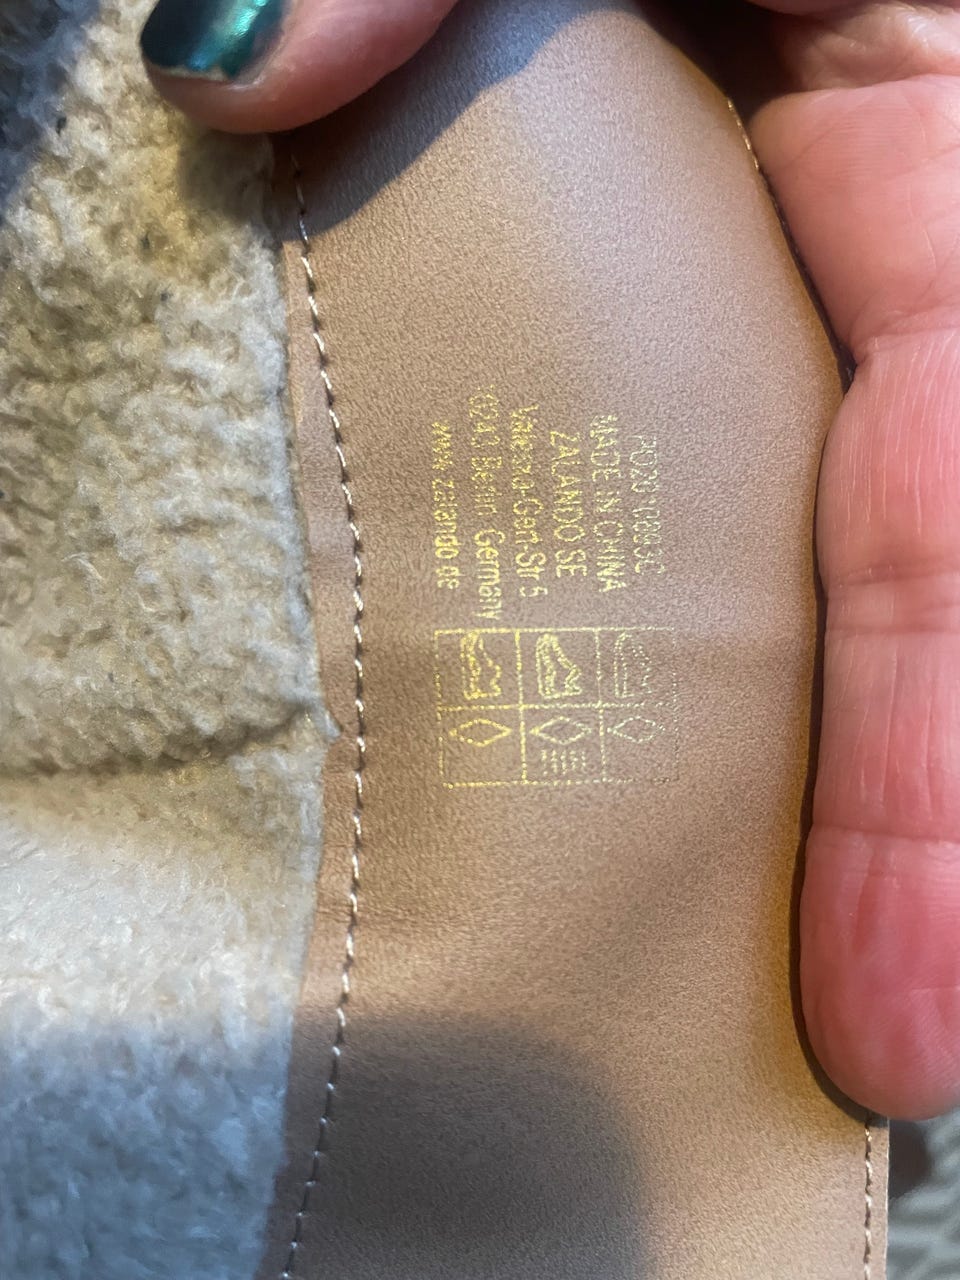 MADE IN CHINA
ZALANDO SE
Valeska-Gert-Str 5
10243 Berlin, Germany
www.zalando.de